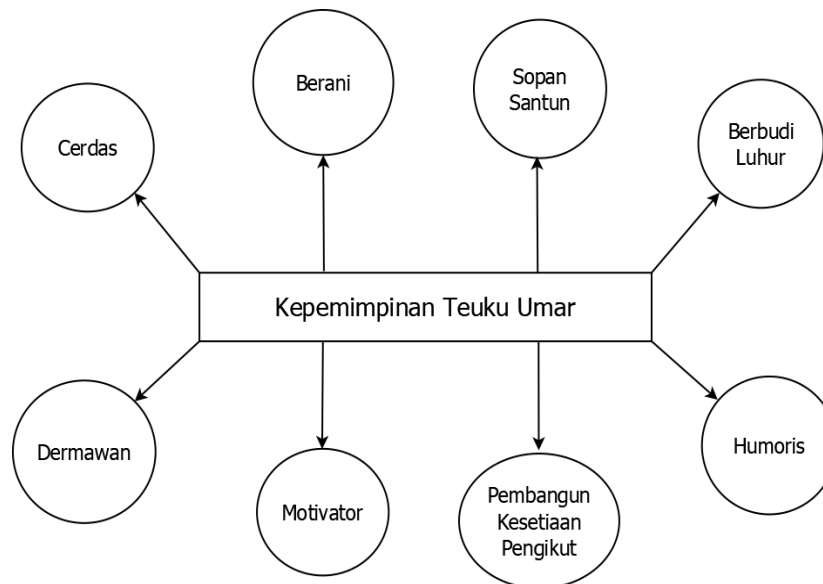 Cerdas
Berani
Sopan
Santun
Berbudi
Luhur
Kepemimpinan Teuku Umar
Dermawan
Motivator
Pembangun
Kesetiaan
Pengikut
Humoris